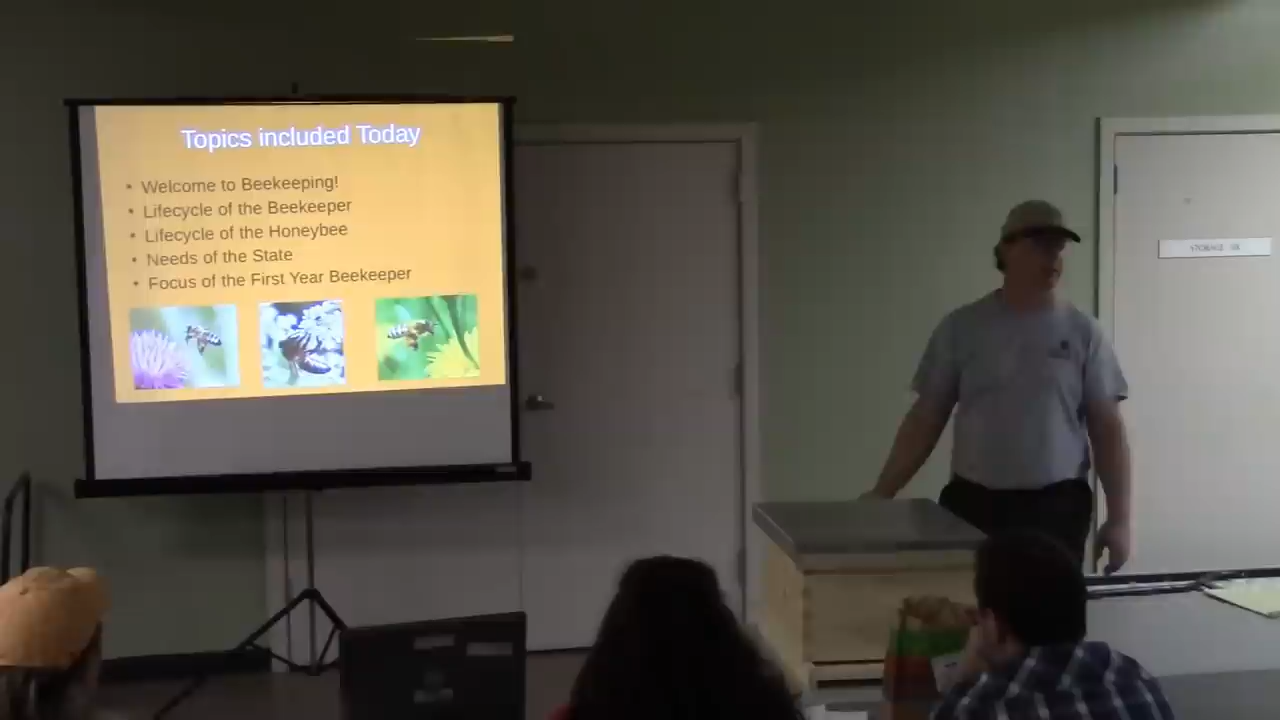 Topics included Today
• Welcome to Beekeeping!
• Lifecycle of the Beekeeper
• Lifecycle of the Honeybee
• Needs of the State
• Focus of the First Year Beekeeper
STORAGE